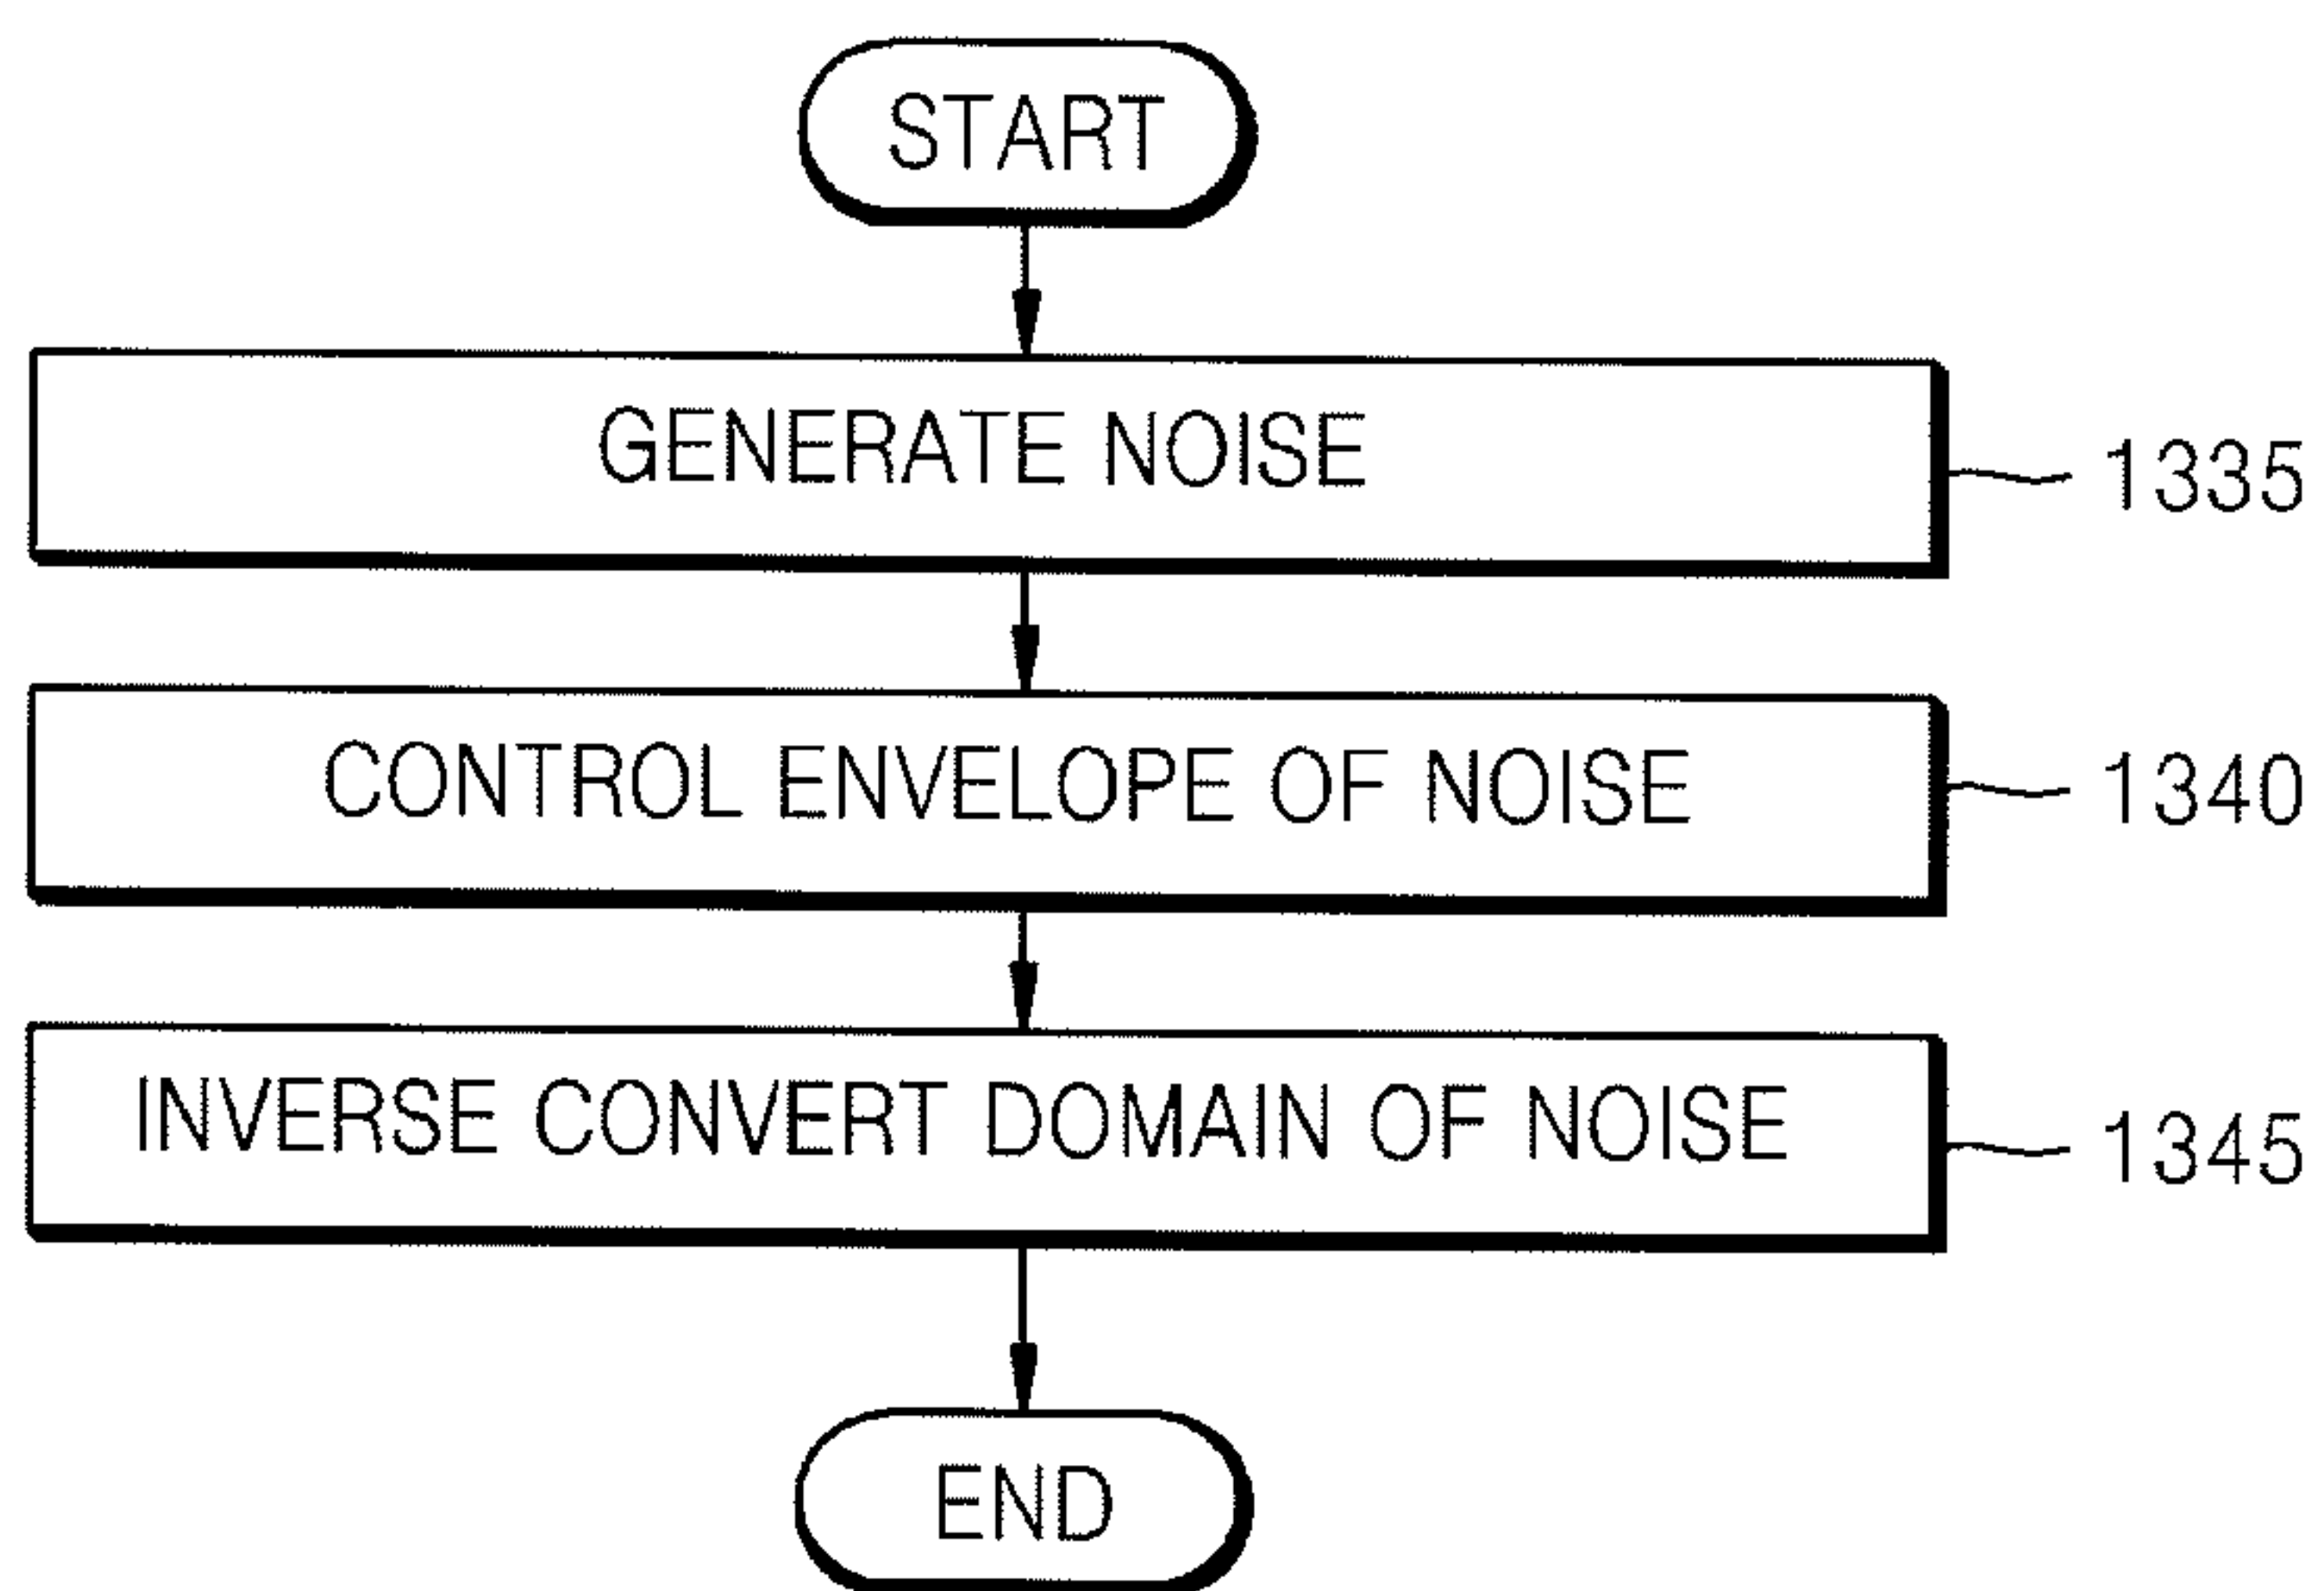 START
GENERATE NOISE
1335
CONTROL ENVELOPE OF NOISE
1340
INVERSE CONVERT DOMAIN OF NOISE
1345
END